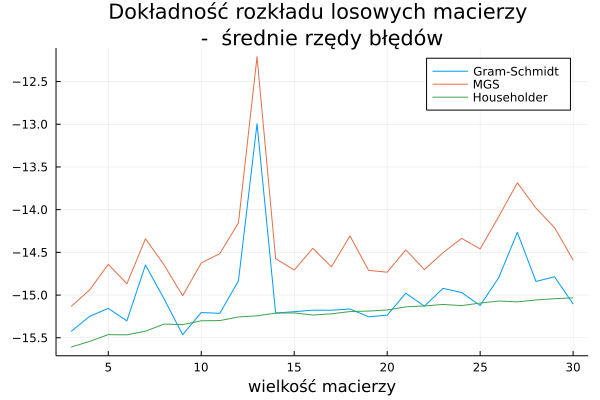 Dokładność rozkładu losowych macierzy
- średnie rzędy błędów
Gram-Schmidt
MGS
Householder
−12.5
−13.0
−13.5
−14.0
−14.5
−15.0
−15.5
5 10 15 20 25 30
wielkość macierzy